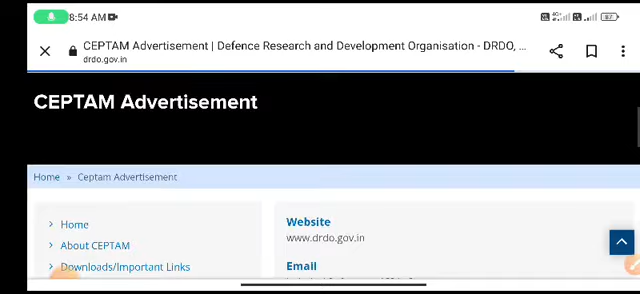 8:54 AM
CEPTAM Advertisement | Defence Research and Development Organisation - DRDO, ...
drdo.gov.in
CEPTAM Advertisement
Home » Ceptam Advertisement
> Home
> About CEPTAM
> Downloads/Important Links
Website
www.drdo.gov.in
Email